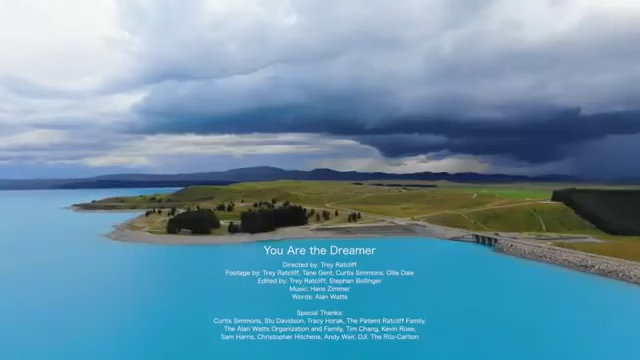 You Are the Dreamer
Directed by: Trey Ratcliff
Footage by: Trey Ratcliff, Tane Gent, Curtis Simmons, Ollie Dale
Edited by: Trey Ratcliff, Stephan Bollinger
Music: Hans Zimmer
Words: Alan Watts
Special Thanks:
Curtis Simmons, Stu Davidson, Tracy Horak, The Patient Ratcliff Family,
The Alan Watts Organization and Family, Tim Chang, Kevin Rose,
Sam Harris, Christopher Hitchens, Andy Weir, DJI, The Ritz-Carlton